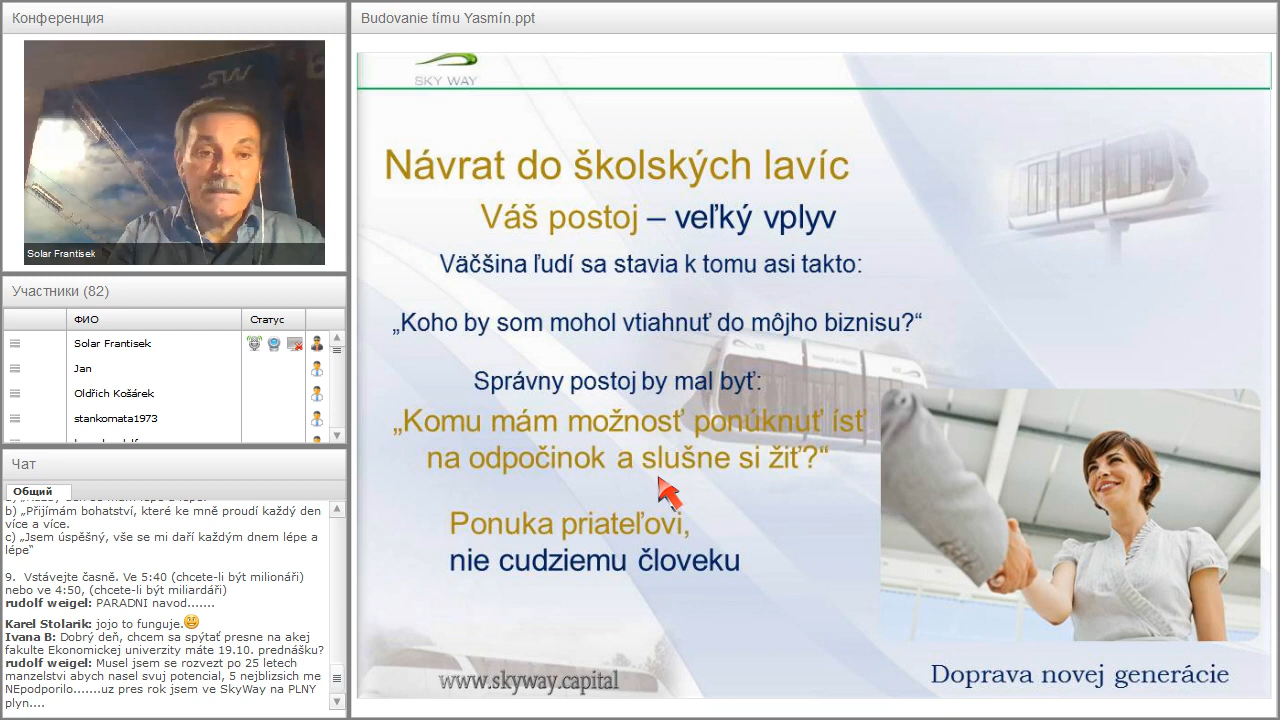 Конференция
SW
Solar Frantisek
Участники (82)
ФИО
Статус
Solar Frantisek
Jan
Oldřich Košárek
stankomata1973
Чат
Общий
b) „Přijímám bohatství, které ke mně proudí každý den
více a více.
c) „Jsem úspěšný, vše se mi daří každým dnem lépe a
lépe“
9. Vstávejte časně. Ve 5:40 (chcete-li být milionáři)
nebo ve 4:50, (chcete-li být miliardáři)
rudolf weigel: PARADNI navod.......
Karel Stolarik: jojo to funguje.
Ivana B: Dobrý deň, chcem sa spýtať presne na akej
fakulte Ekonomickej univerzity máte 19.10. prednášku?
rudolf weigel: Musel jsem se rozvezt po 25 letech
manzelstvi abych nasel svuj potencial, 5 nejblizsich me
NEpodporilo.......uz pres rok jsem ve SkyWay na PLNY
plyn....
Budovanie tímu Yasmín.ppt
SKY WAY
Návrat do školských lavíc
Váš postoj – veľký vplyv
Väčšina ľudí sa stavia k tomu asi takto:
„Koho by som mohol vtiahnuť do môjho biznisu?“
Správny postoj by mal byť:
„Komu mám možnosť ponúknuť ísť
na odpočinok a slušne si žiť?“
Ponuka priateľovi,
nie cudziemu človeku
www.skyway.capital
Doprava novej generácie